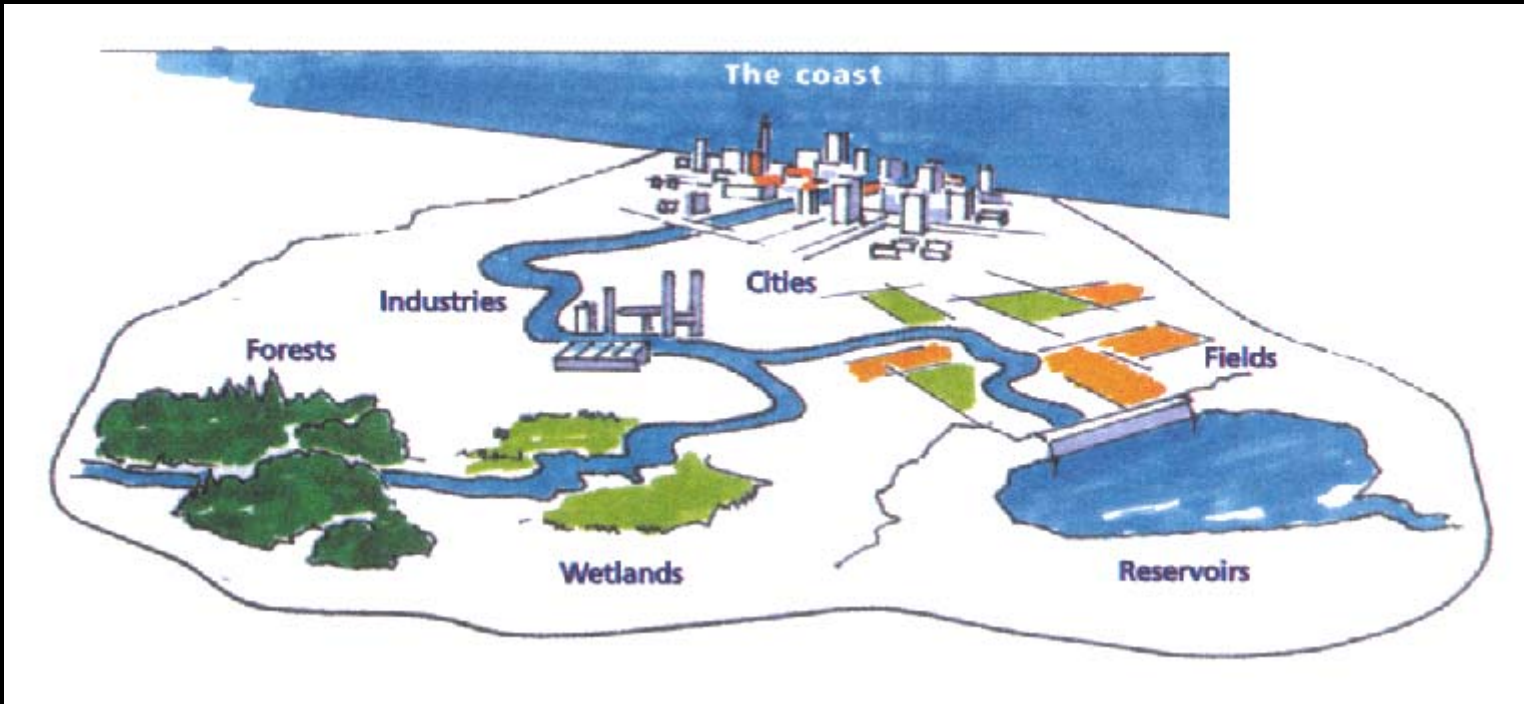 The coast
Cities
Industries
Forests
Fields
Wetlands
Reservoirs